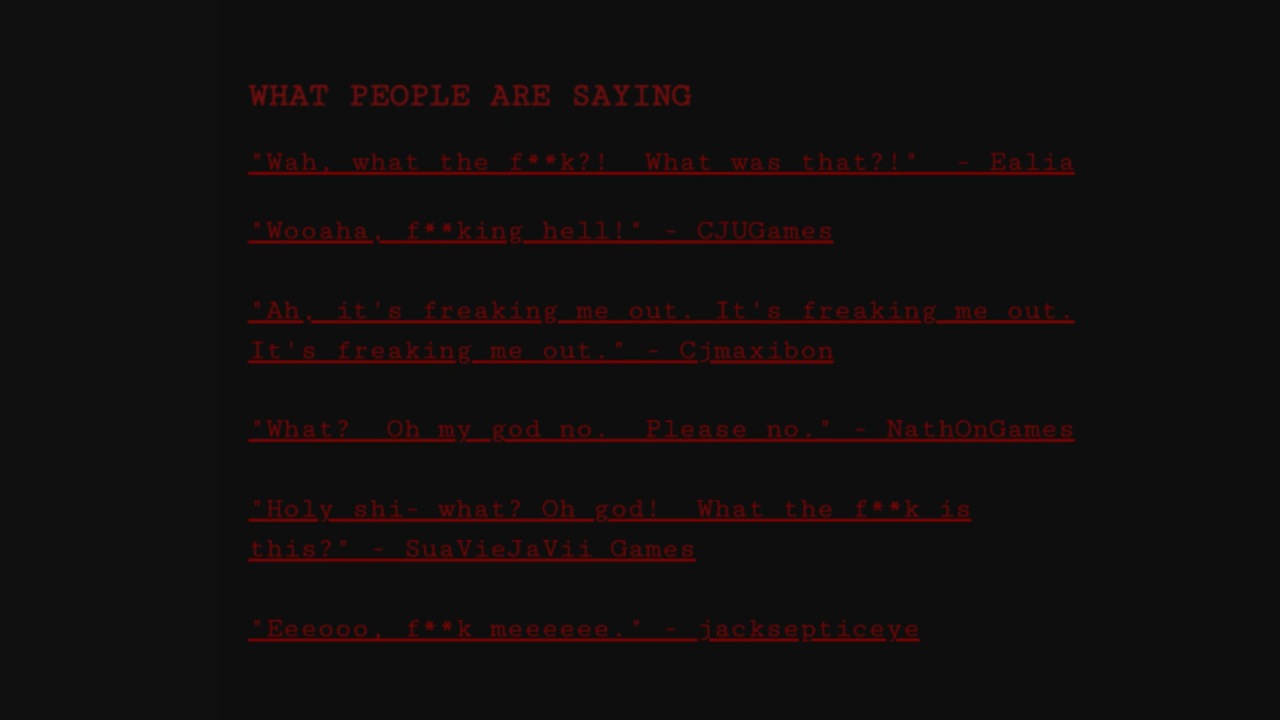 WHAT PEOPLE ARE SAYING
"Wah, what the f**k?!  What was that?!"  - Ealia
"Wooaha, f**king hell!" - CJUGames
"Ah, it's freaking me out. It's freaking me out.
It's freaking me out." - Cjmaxibon
"What?  Oh my god no.  Please no." - NathOnGames
"Holy shi- what? Oh god!  What the f**k is
this?" - SuaVieJaVii Games
"Eeeooo, f**k meeeeee." - jacksepticeye